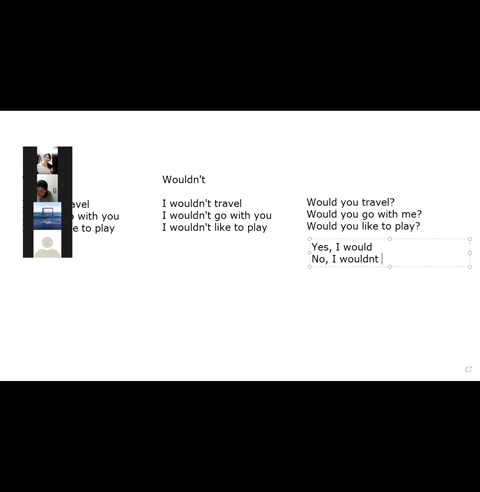 Wouldn't
with you
to play
I wouldn't travel
I wouldn't go with you
I wouldn't like to play
Would you travel?
Would you go with me?
Would you like to play?
Yes, I would
No, I wouldnt